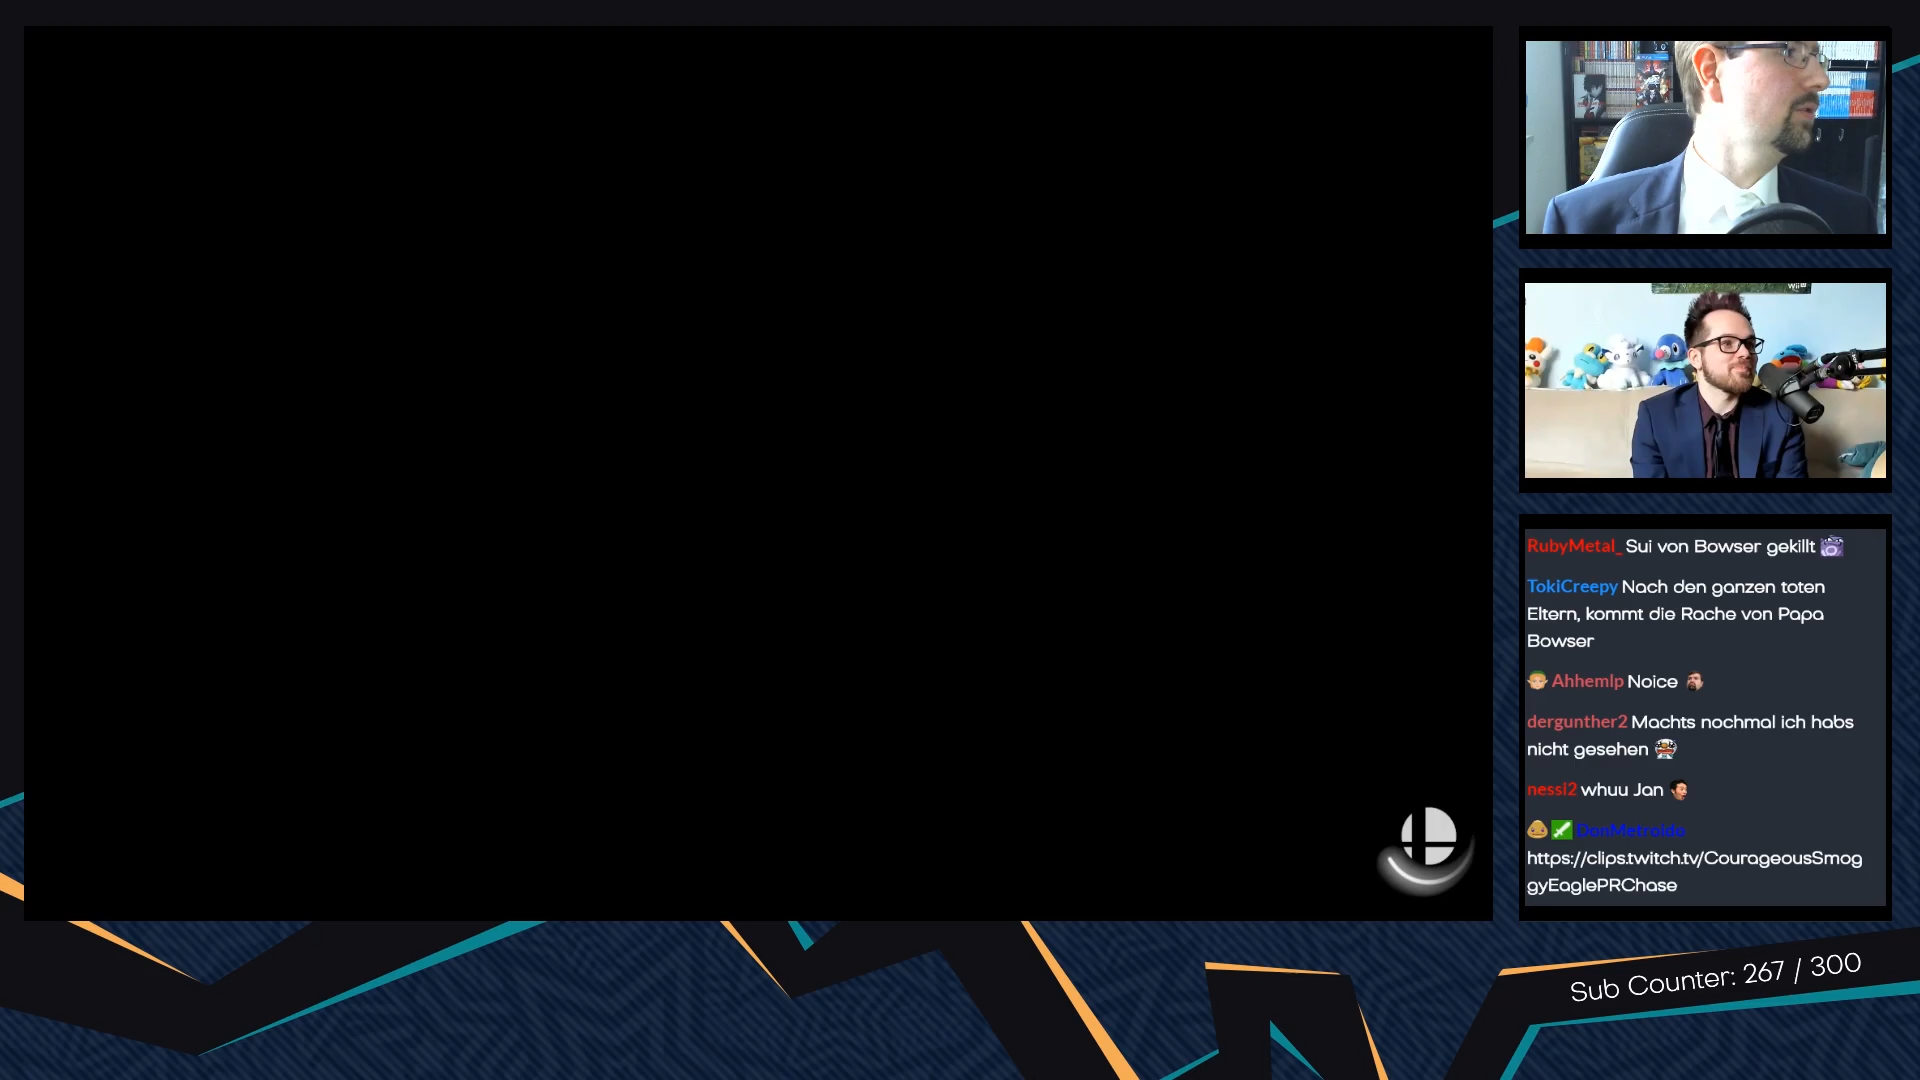 RubyMetal_ Sui von Bowser gekillt
TokiCreepy Nach den ganzen toten
Eltern, kommt die Rache von Papa
Bowser
Ahhemlp Noice
dergunther2 Machts nochmal ich habs
nicht gesehen
nessi2 whuu Jan
DonMetroido
https://clips.twitch.tv/CourageousSmog
gyEaglePRChase
Sub Counter: 267 / 300